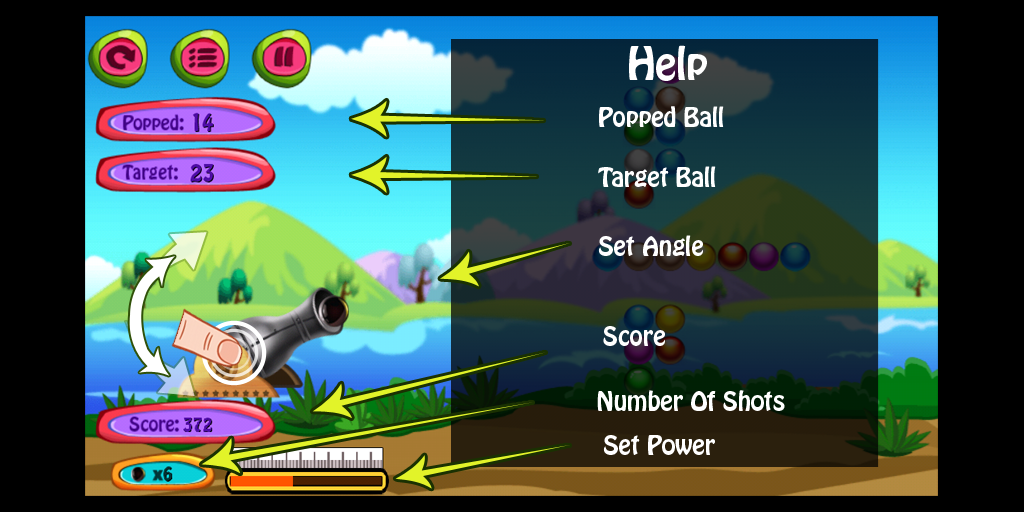 Help
Popped: 14
Popped Ball
Target: 23
Target Ball
Set Angle
Score
Score: 372
Number Of Shots
Set Power
x6